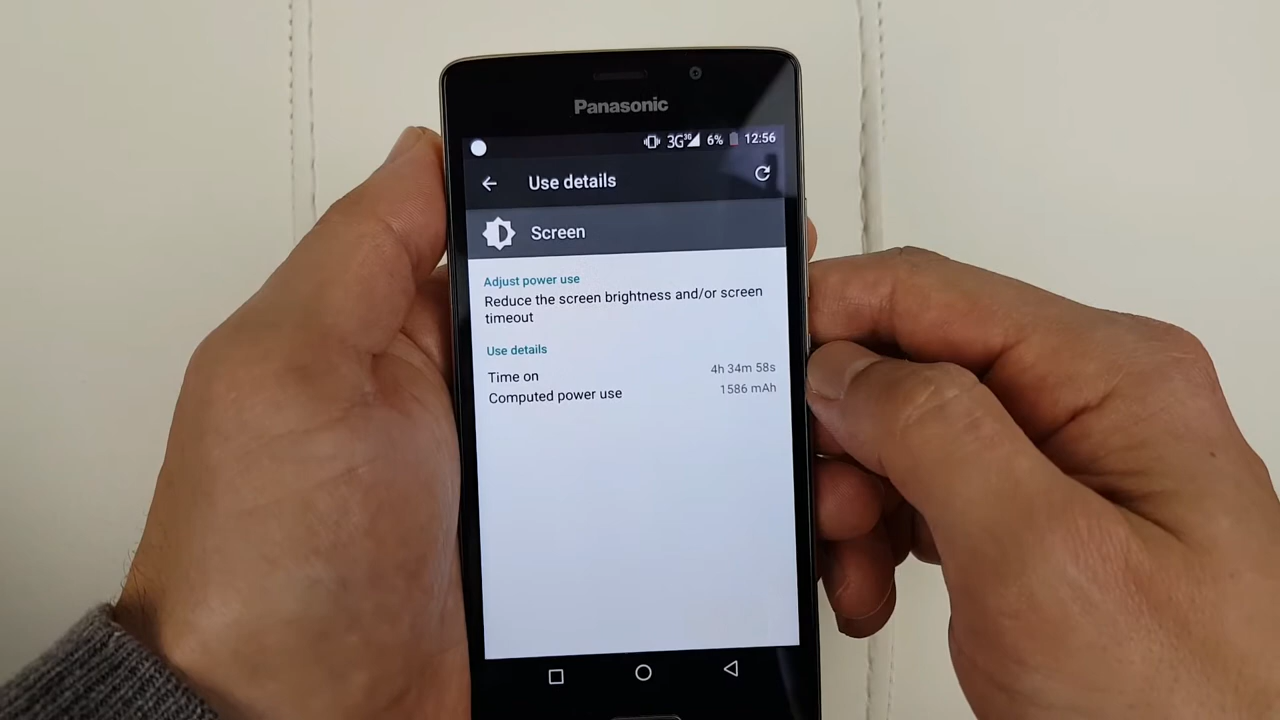 Panasonic
3G 3G 6% 12:56
Use details
Screen
Adjust power use
Reduce the screen brightness and/or screen
timeout
Use details
Time on 4h 34m 58s
Computed power use 1586 mAh